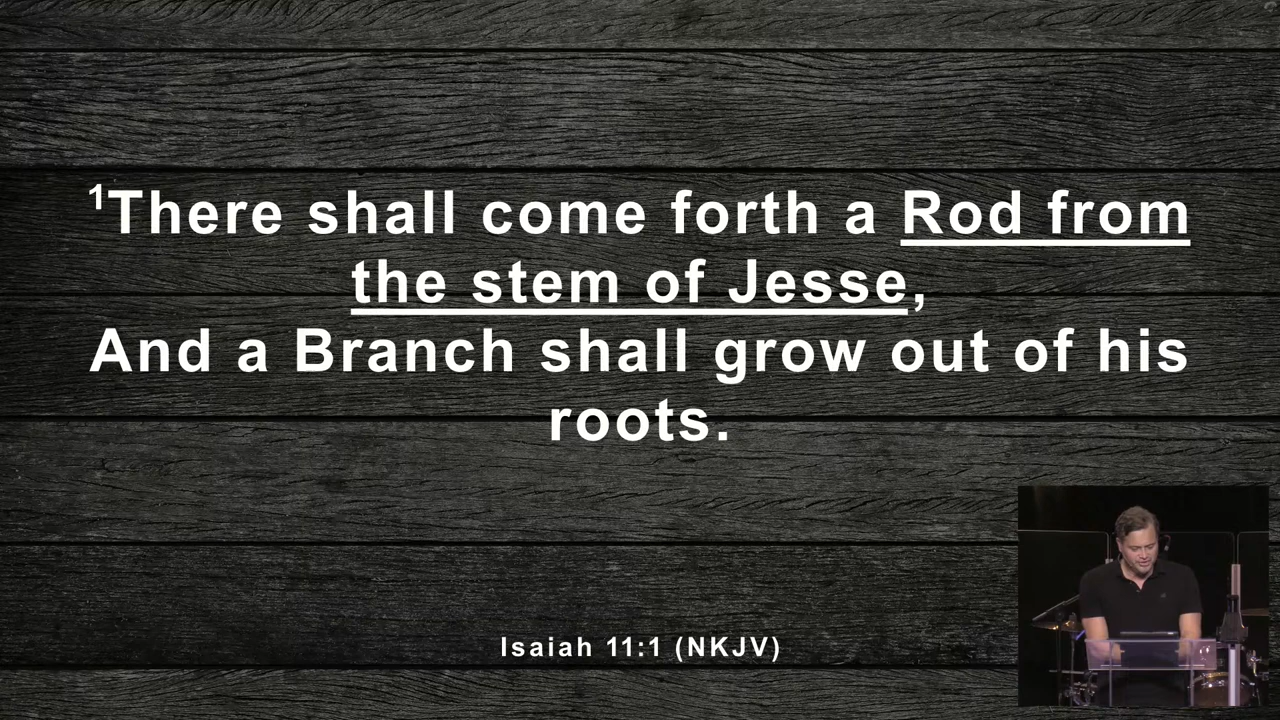 ¹There shall come forth a Rod from
the stem of Jesse,
And a Branch shall grow out of his
roots.
Isaiah 11:1 (NKJV)